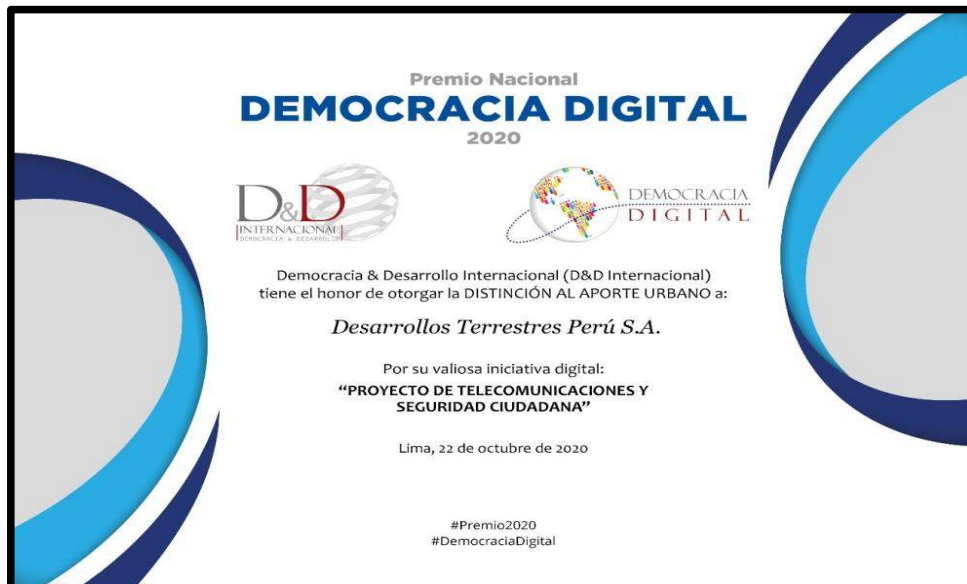 Premio Nacional
DEMOCRACIA DIGITAL
2020
D&D
INTERNACIONAL
DEMOCRACIA & DESARROLLO
DEMOCRACIA
DIGITAL
Democracia & Desarrollo Internacional (D&D Internacional)
tiene el honor de otorgar la DISTINCIÓN AL APORTE URBANO a:
Desarrollos Terrestres Perú S.A.
Por su valiosa iniciativa digital:
“PROYECTO DE TELECOMUNICACIONES Y
SEGURIDAD CIUDADANA”
Lima, 22 de octubre de 2020
#Premio2020
#DemocraciaDigital